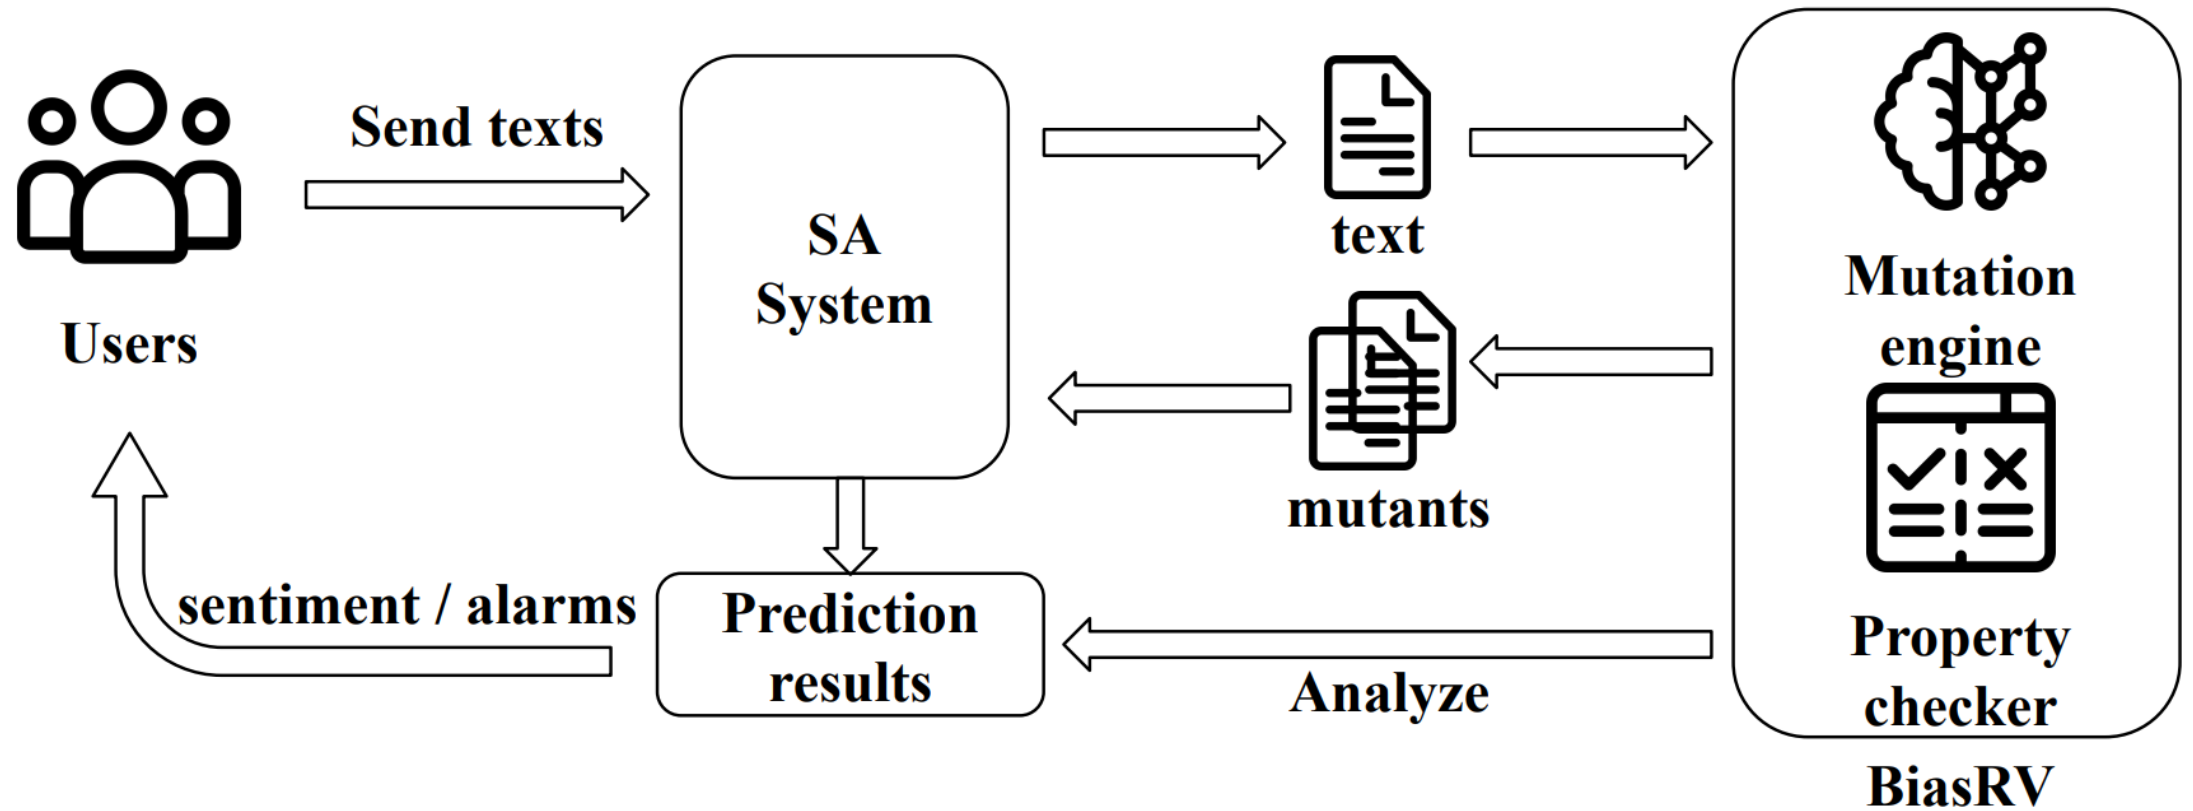 Send texts
Users
SA
System
text
mutants
Mutation
engine
Property
checker
BiasRV
sentiment / alarms
Prediction
results
Analyze